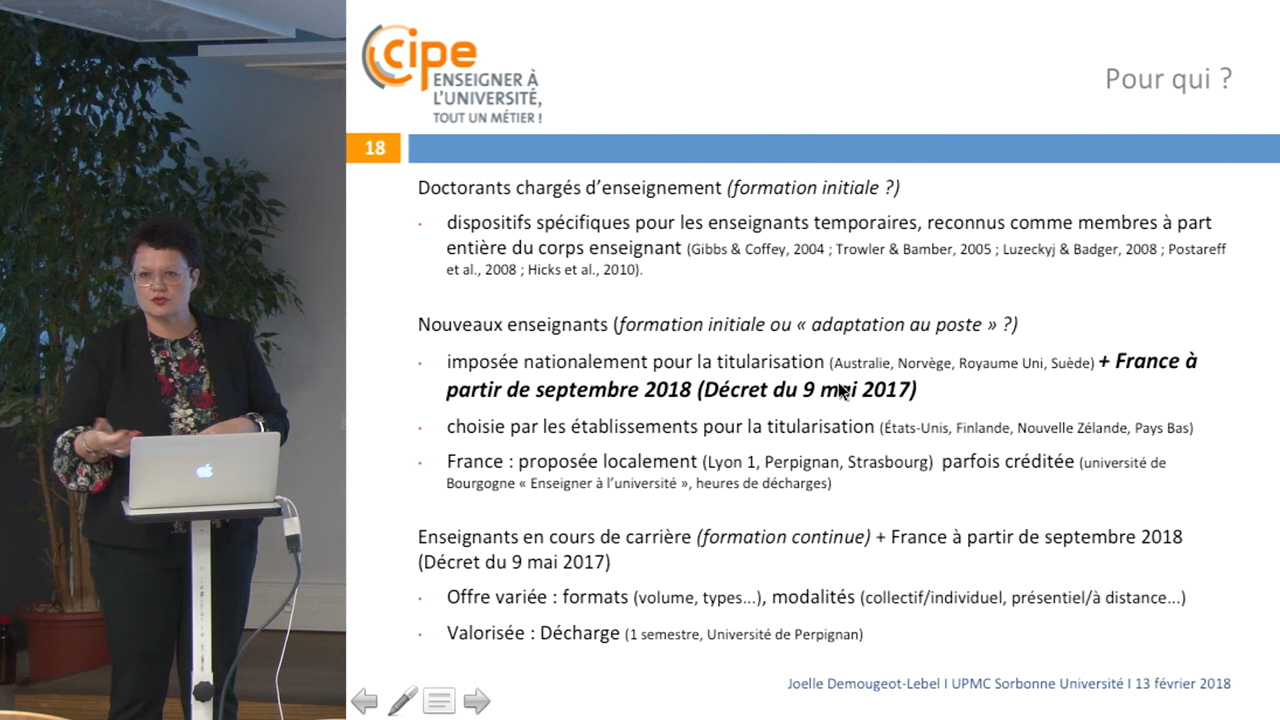 cipe
ENSEIGNER À
L'UNIVERSITÉ,
TOUT UN MÉTIER !
Pour qui ?
18
Doctorants chargés d'enseignement (formation initiale ?)
· dispositifs spécifiques pour les enseignants temporaires, reconnus comme membres à part
entière du corps enseignant (Gibbs & Coffey, 2004 ; Trowler & Bamber, 2005 ; Luzeckyj & Badger, 2008 ; Postareff
et al., 2008 ; Hicks et al., 2010).
Nouveaux enseignants (formation initiale ou « adaptation au poste » ?)
· imposée nationalement pour la titularisation (Australie, Norvège, Royaume Uni, Suède) + France à
partir de septembre 2018 (Décret du 9 mai 2017)
· choisie par les établissements pour la titularisation (États-Unis, Finlande, Nouvelle Zélande, Pays Bas)
· France : proposée localement (Lyon 1, Perpignan, Strasbourg) parfois créditée (université de
Bourgogne « Enseigner à l'université », heures de décharges)
Enseignants en cours de carrière (formation continue) + France à partir de septembre 2018
(Décret du 9 mai 2017)
· Offre variée : formats (volume, types...), modalités (collectif/individuel, présentiel/à distance...)
· Valorisée : Décharge (1 semestre, Université de Perpignan)
Joelle Demougeot-Lebel I UPMC Sorbonne Université I 13 février 2018